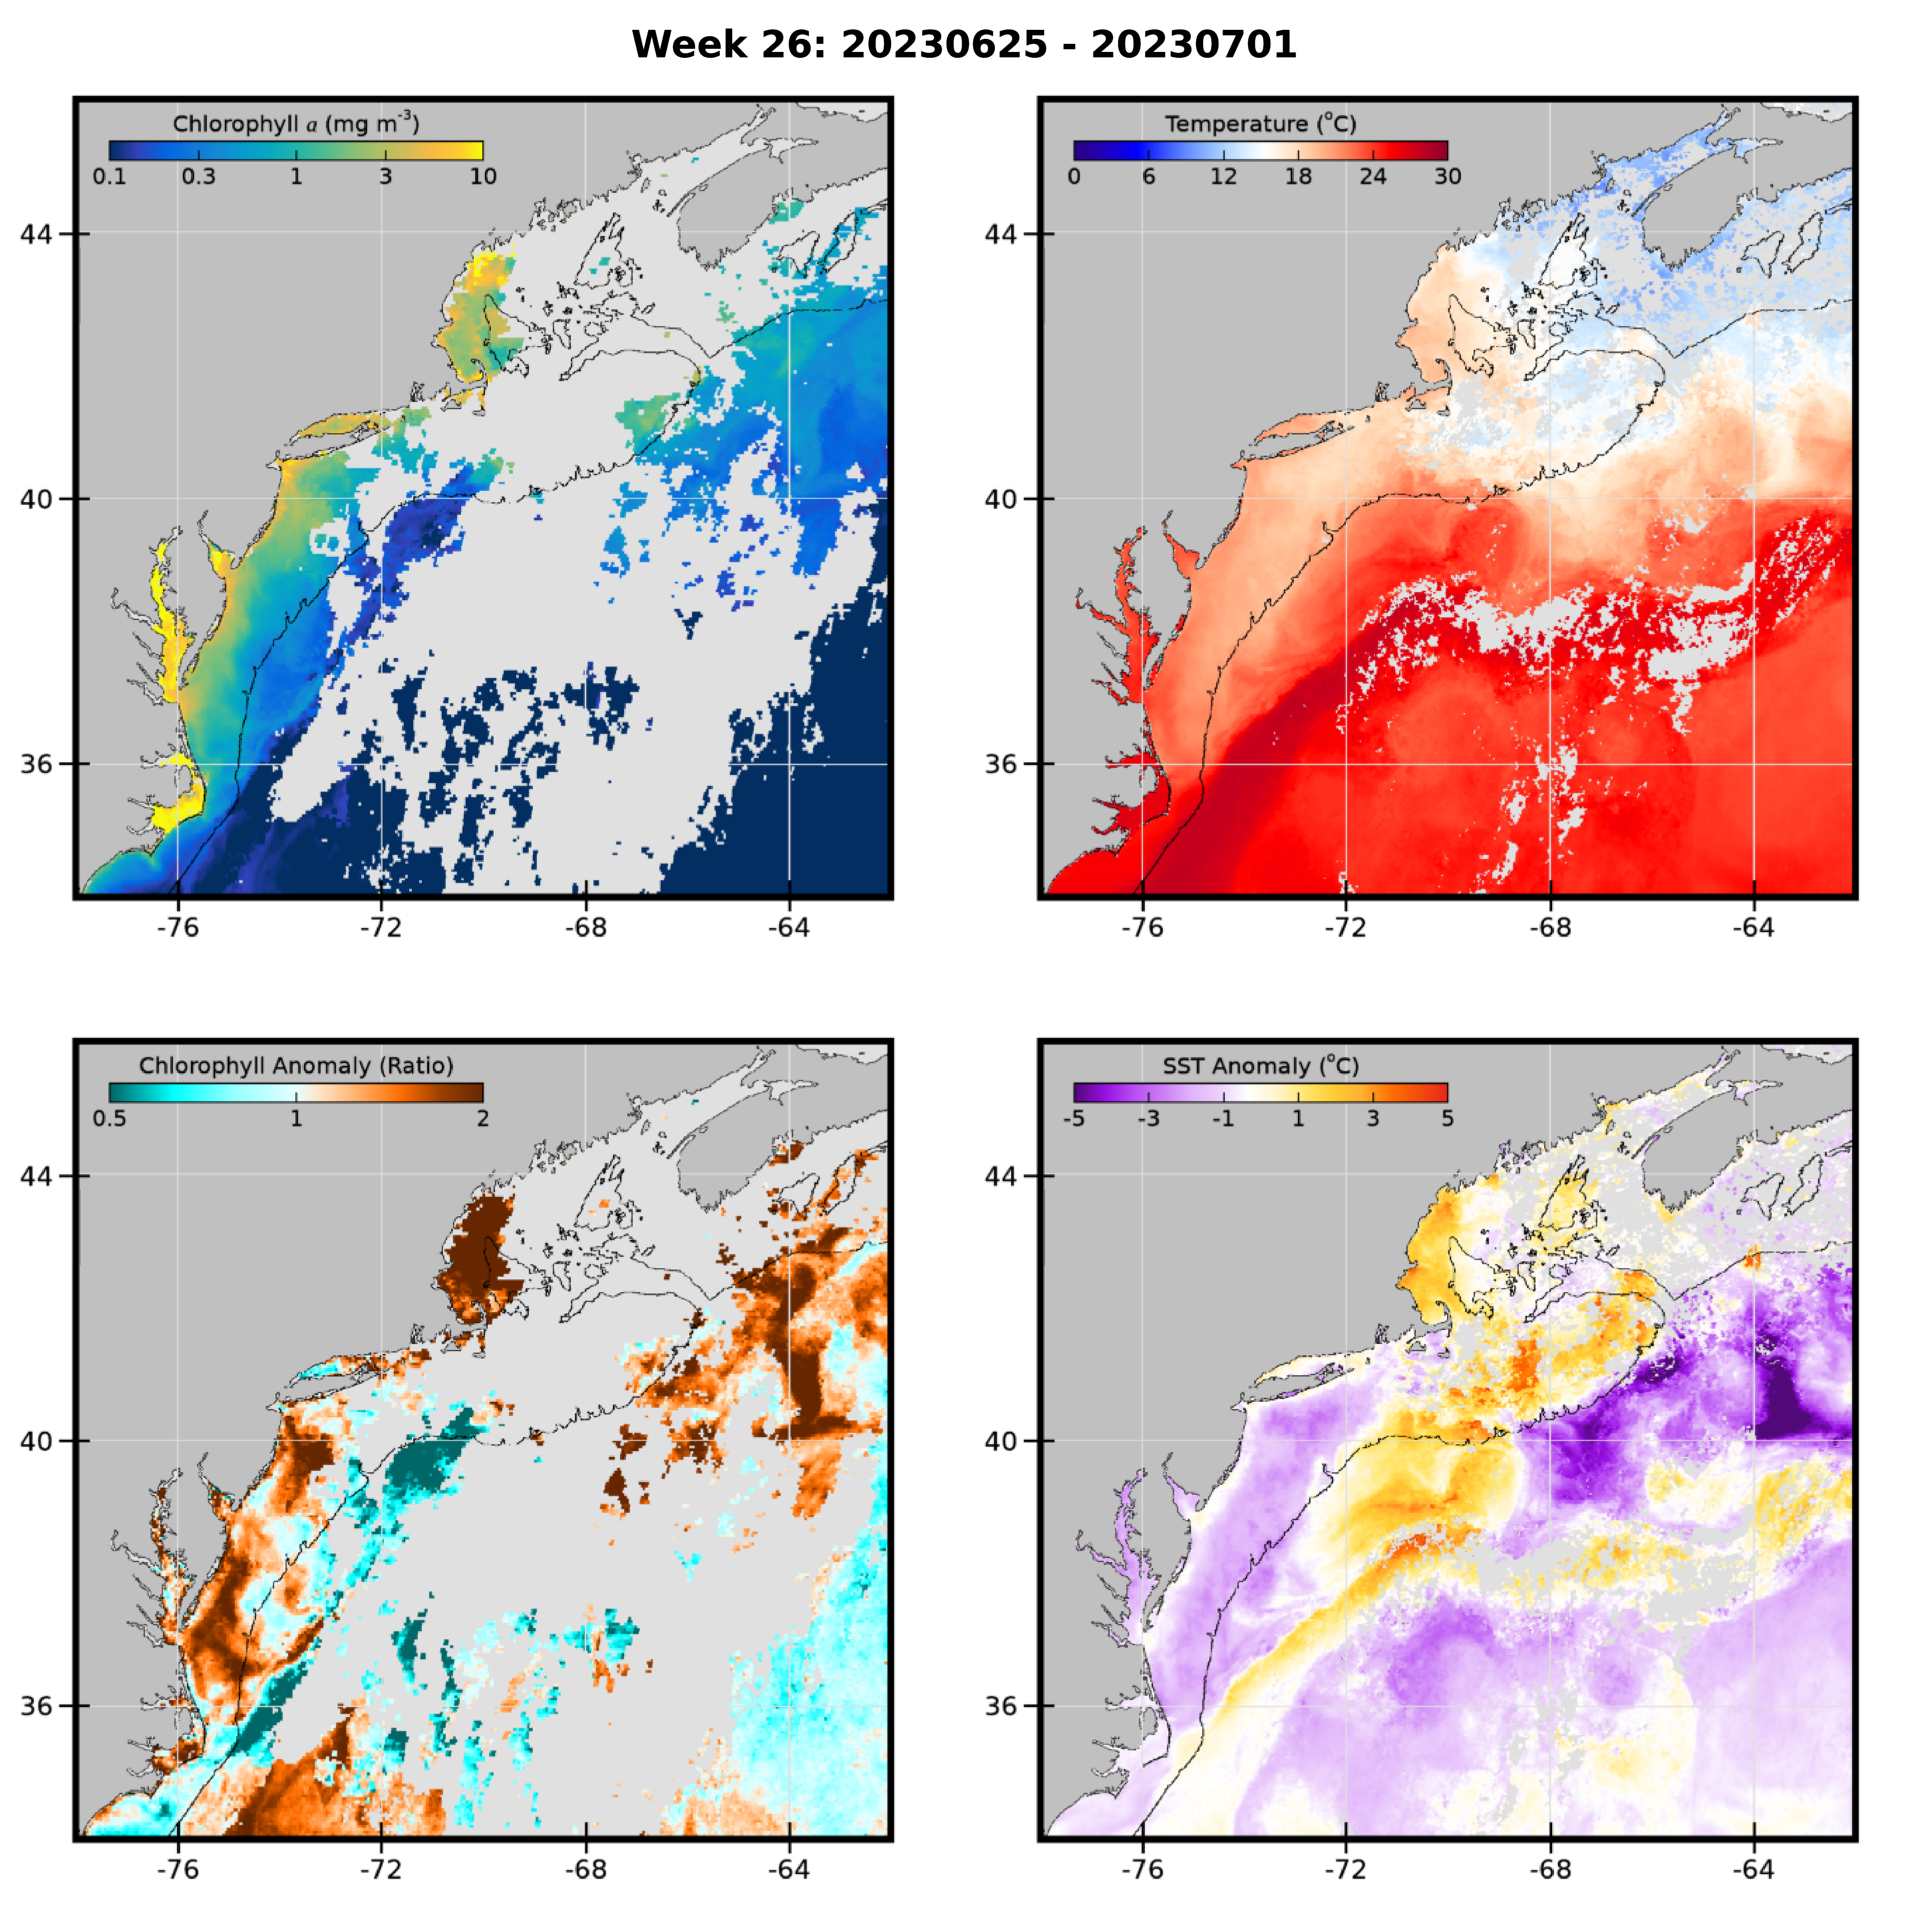 Week 26: 20230625 - 20230701
Chlorophyll a (mg m-3)
0.1 0.3 1 3 10
44
40
36
-76 -72 -68 -64
Temperature (oC)
0 6 12 18 24 30
44
40
36
-76 -72 -68 -64
Chlorophyll Anomaly (Ratio)
0.5 1 2
44
40
36
-76 -72 -68 -64
SST Anomaly (oC)
-5 -3 -1 1 3 5
44
40
36
-76 -72 -68 -64